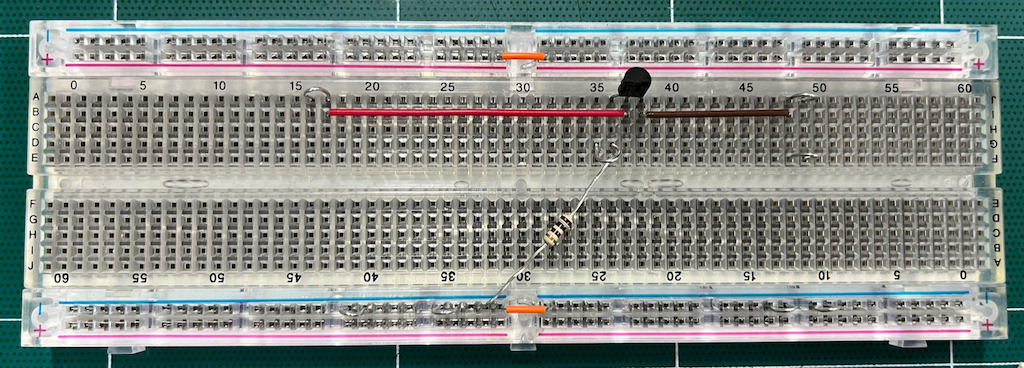 - -
+ +
0 5 10 15 20 25 30 35 40 45 50 55 60
A J
B I
C H
D G
E F
F E
G D
H C
I B
J A
60 55 50 45 40 35 30 25 20 15 10 5 0
- -
+ +